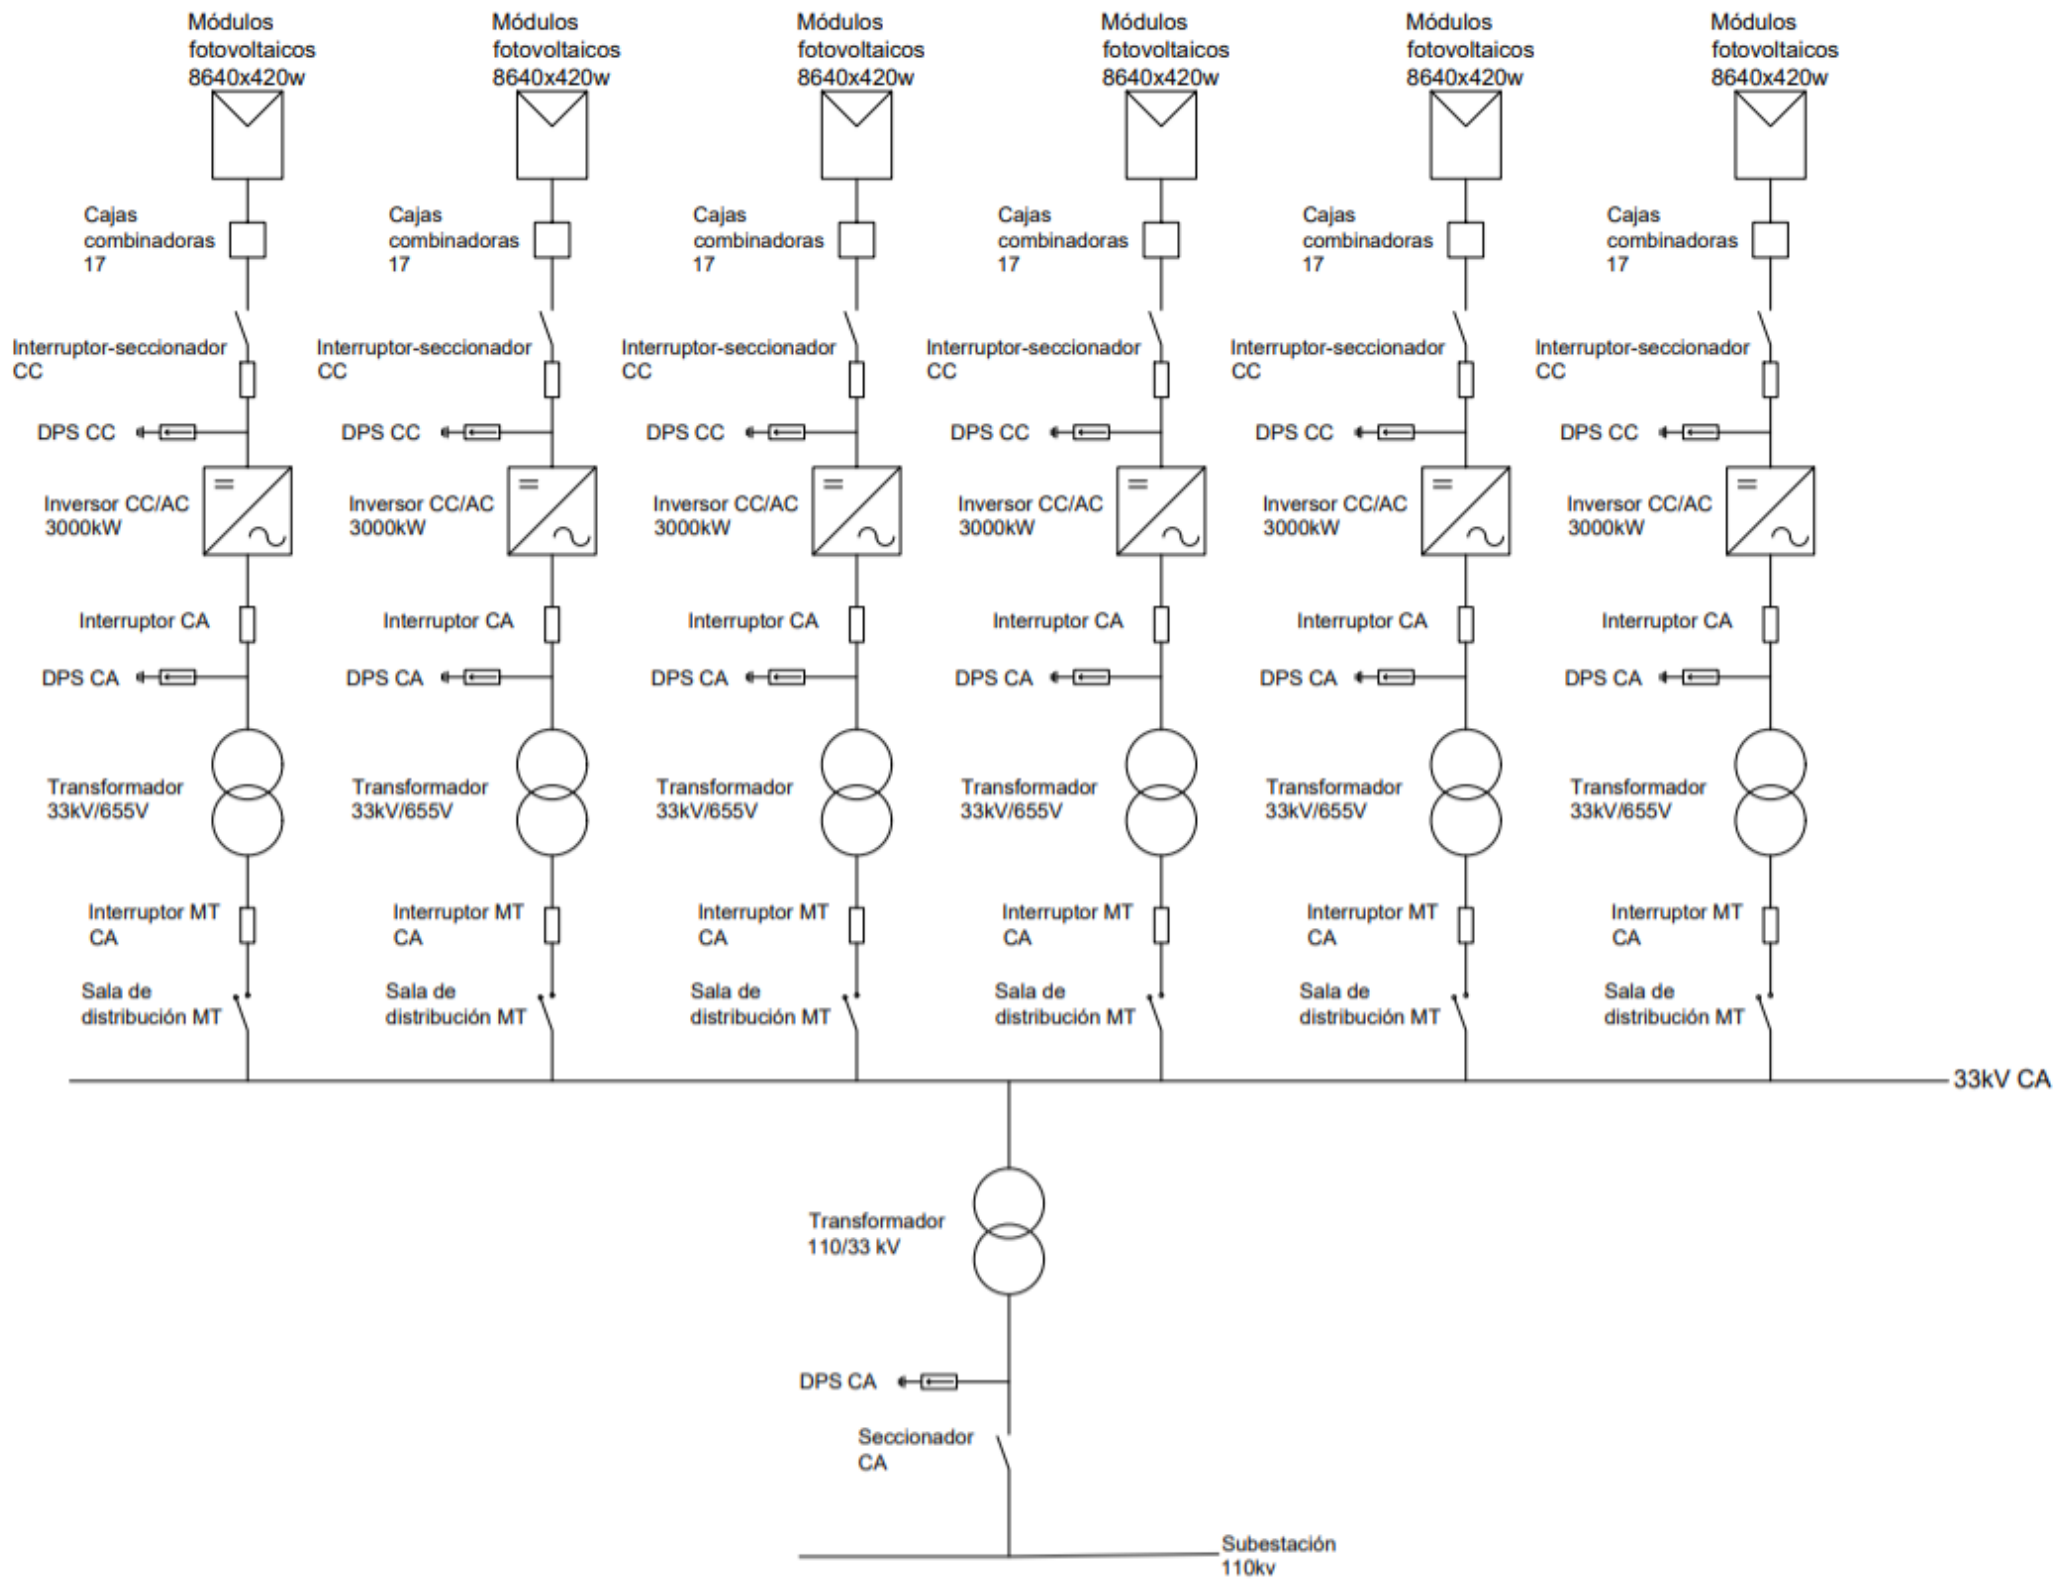 Módulos
fotovoltaicos
8640x420w
Módulos
fotovoltaicos
8640x420w
Módulos
fotovoltaicos
8640x420w
Módulos
fotovoltaicos
8640x420w
Módulos
fotovoltaicos
8640x420w
Módulos
fotovoltaicos
8640x420w
Cajas
combinadoras
17
Cajas
combinadoras
17
Cajas
combinadoras
17
Cajas
combinadoras
17
Cajas
combinadoras
17
Cajas
combinadoras
17
Interruptor-seccionador
CC
Interruptor-seccionador
CC
Interruptor-seccionador
CC
Interruptor-seccionador
CC
Interruptor-seccionador
CC
Interruptor-seccionador
CC
DPS CC
DPS CC
DPS CC
DPS CC
DPS CC
DPS CC
Inversor CC/AC
3000kW
Inversor CC/AC
3000kW
Inversor CC/AC
3000kW
Inversor CC/AC
3000kW
Inversor CC/AC
3000kW
Inversor CC/AC
3000kW
Interruptor CA
Interruptor CA
Interruptor CA
Interruptor CA
Interruptor CA
Interruptor CA
DPS CA
DPS CA
DPS CA
DPS CA
DPS CA
DPS CA
Transformador
33kV/655V
Transformador
33kV/655V
Transformador
33kV/655V
Transformador
33kV/655V
Transformador
33kV/655V
Transformador
33kV/655V
Interruptor MT
CA
Interruptor MT
CA
Interruptor MT
CA
Interruptor MT
CA
Interruptor MT
CA
Interruptor MT
CA
Sala de
distribución MT
Sala de
distribución MT
Sala de
distribución MT
Sala de
distribución MT
Sala de
distribución MT
Sala de
distribución MT
33kV CA
Transformador
110/33 kV
DPS CA
Seccionador
CA
Subestación
110kv